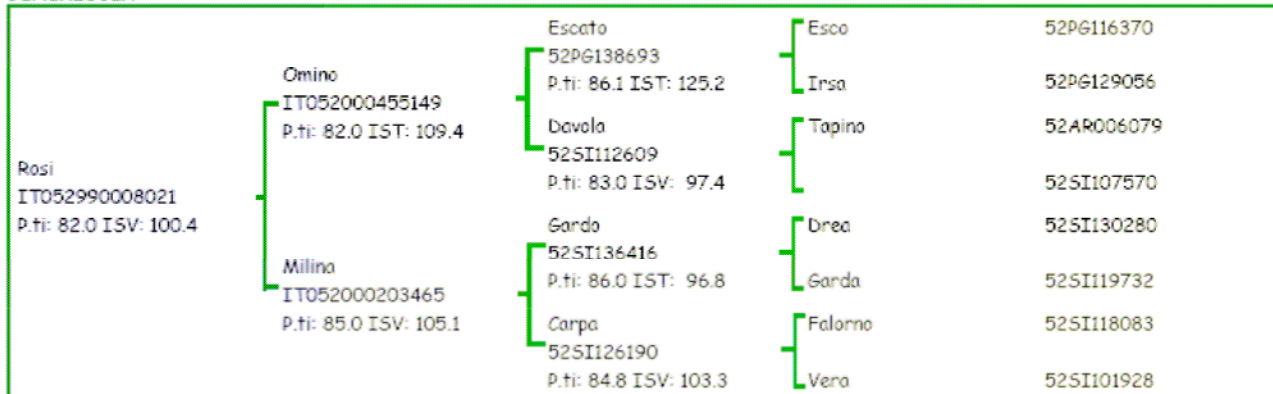 Rosi
IT052990008021
P.ti: 82.0 ISV: 100.4
Omino
IT052000455149
P.ti: 82.0 IST: 109.4
Milina
IT052000203465
P.ti: 85.0 ISV: 105.1
Escato
52PG138693
P.ti: 86.1 IST: 125.2
Davola
52SI112609
P.ti: 83.0 ISV: 97.4
Gardo
52SI136416
P.ti: 86.0 IST: 96.8
Carpa
52SI126190
P.ti: 84.8 ISV: 103.3
Esco 52PG116370
Irsa 52PG129056
Tapino 52AR006079
52SI107570
Drea 52SI130280
Garda 52SI119732
Falorno 52SI118083
Vera 52SI101928